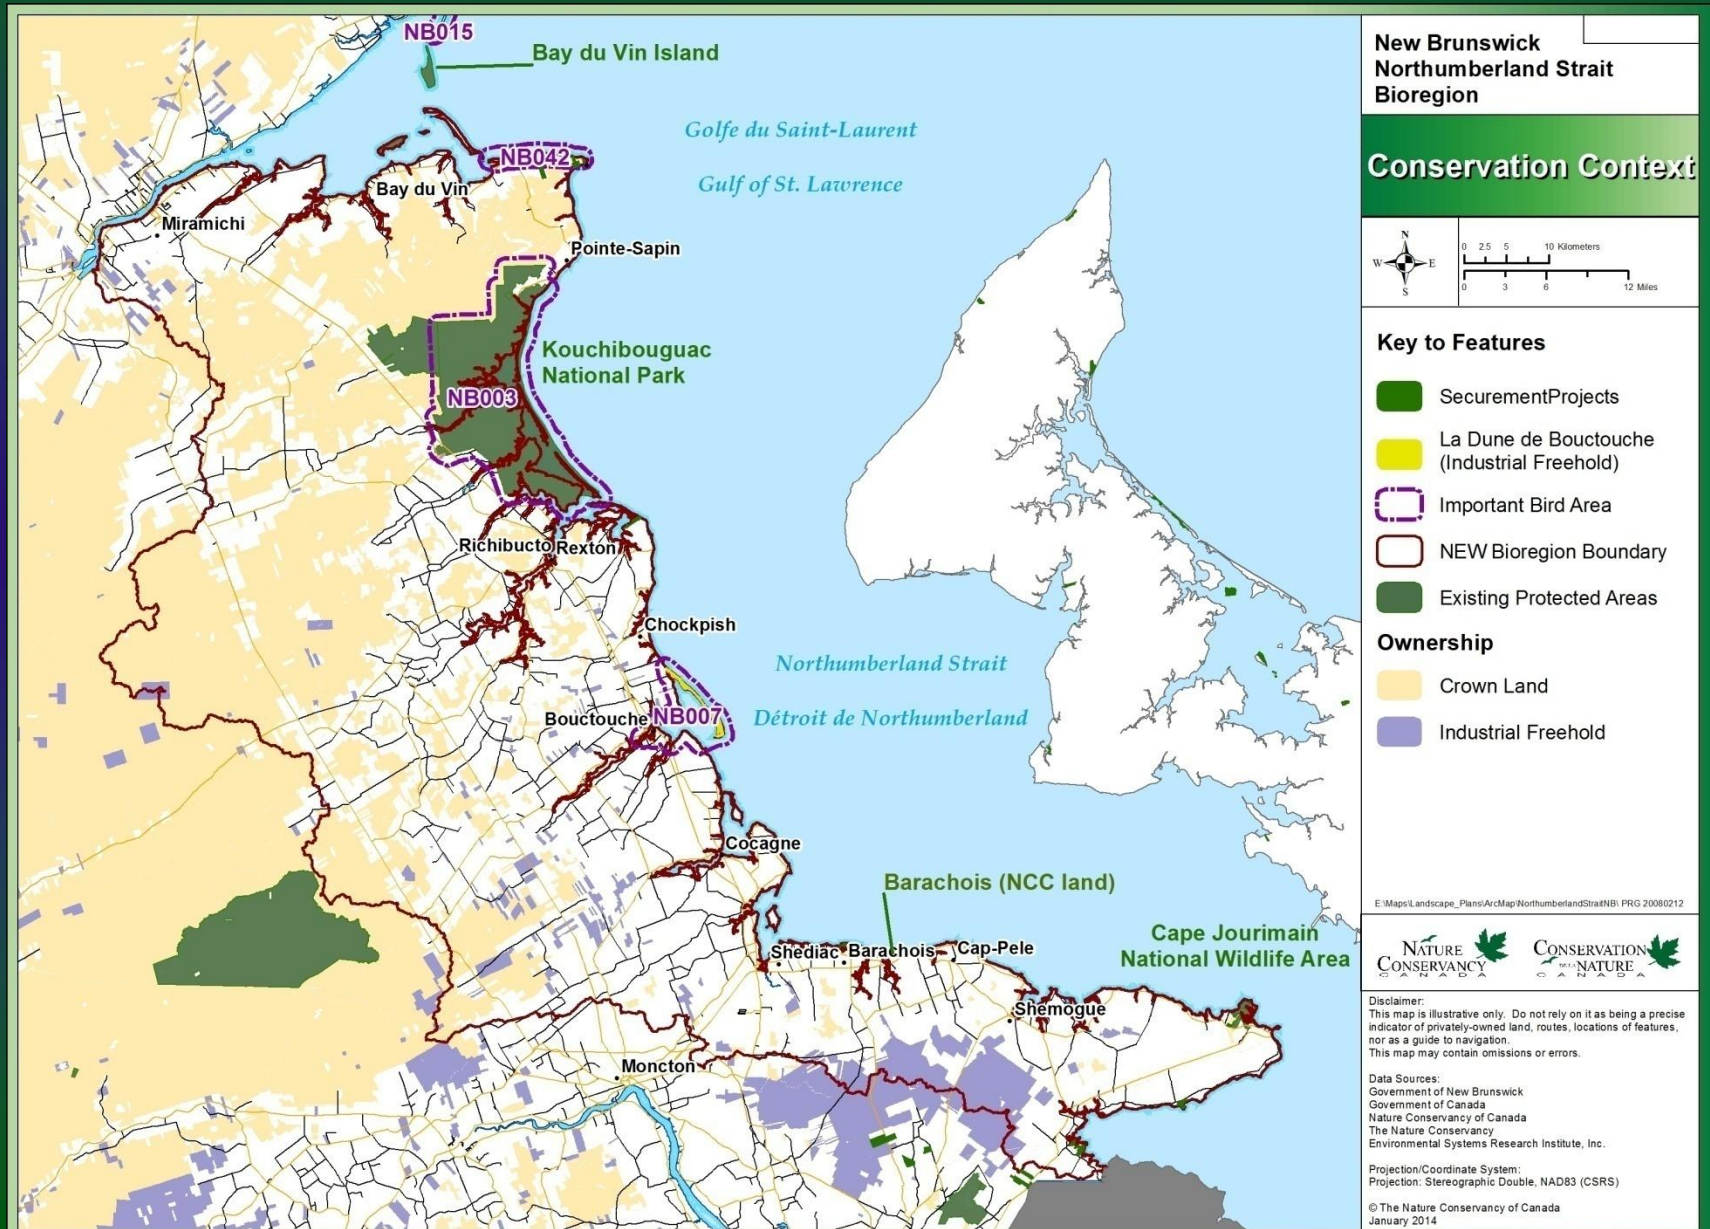 NB015
Bay du Vin Island
Golfe du Saint-Laurent
NB042
Gulf of St. Lawrence
Bay du Vin
Miramichi
Pointe-Sapin
Kouchibouguac
National Park
NB003
Richibucto Rexton
Chockpish
Northumberland Strait
Bouctouche NB007
Détroit de Northumberland
Cocagne
Barachois (NCC land)
Cape Jourimain
National Wildlife Area
Shediac Barachois Cap-Pele
Shemogue
Moncton
New Brunswick
Northumberland Strait
Bioregion
Conservation Context
N
W E
S
0 2.5 5 10 Kilometers
0 3 6 12 Miles
Key to Features
SecurementProjects
La Dune de Bouctouche
(Industrial Freehold)
Important Bird Area
NEW Bioregion Boundary
Existing Protected Areas
Ownership
Crown Land
Industrial Freehold
E:\Maps\Landscape_Plans\ArcMap\NorthumberlandStraitNB\ PRG 20080212
NATURE
CONSERVANCY
CANADA
CONSERVATION
DE LA NATURE
CANADA
Disclaimer:
This map is illustrative only. Do not rely on it as being a precise
indicator of privately-owned land, routes, locations of features,
nor as a guide to navigation.
This map may contain omissions or errors.
Data Sources:
Government of New Brunswick
Government of Canada
Nature Conservancy of Canada
The Nature Conservancy
Environmental Systems Research Institute, Inc.
Projection/Coordinate System:
Projection: Stereographic Double, NAD83 (CSRS)
© The Nature Conservancy of Canada
January 2014